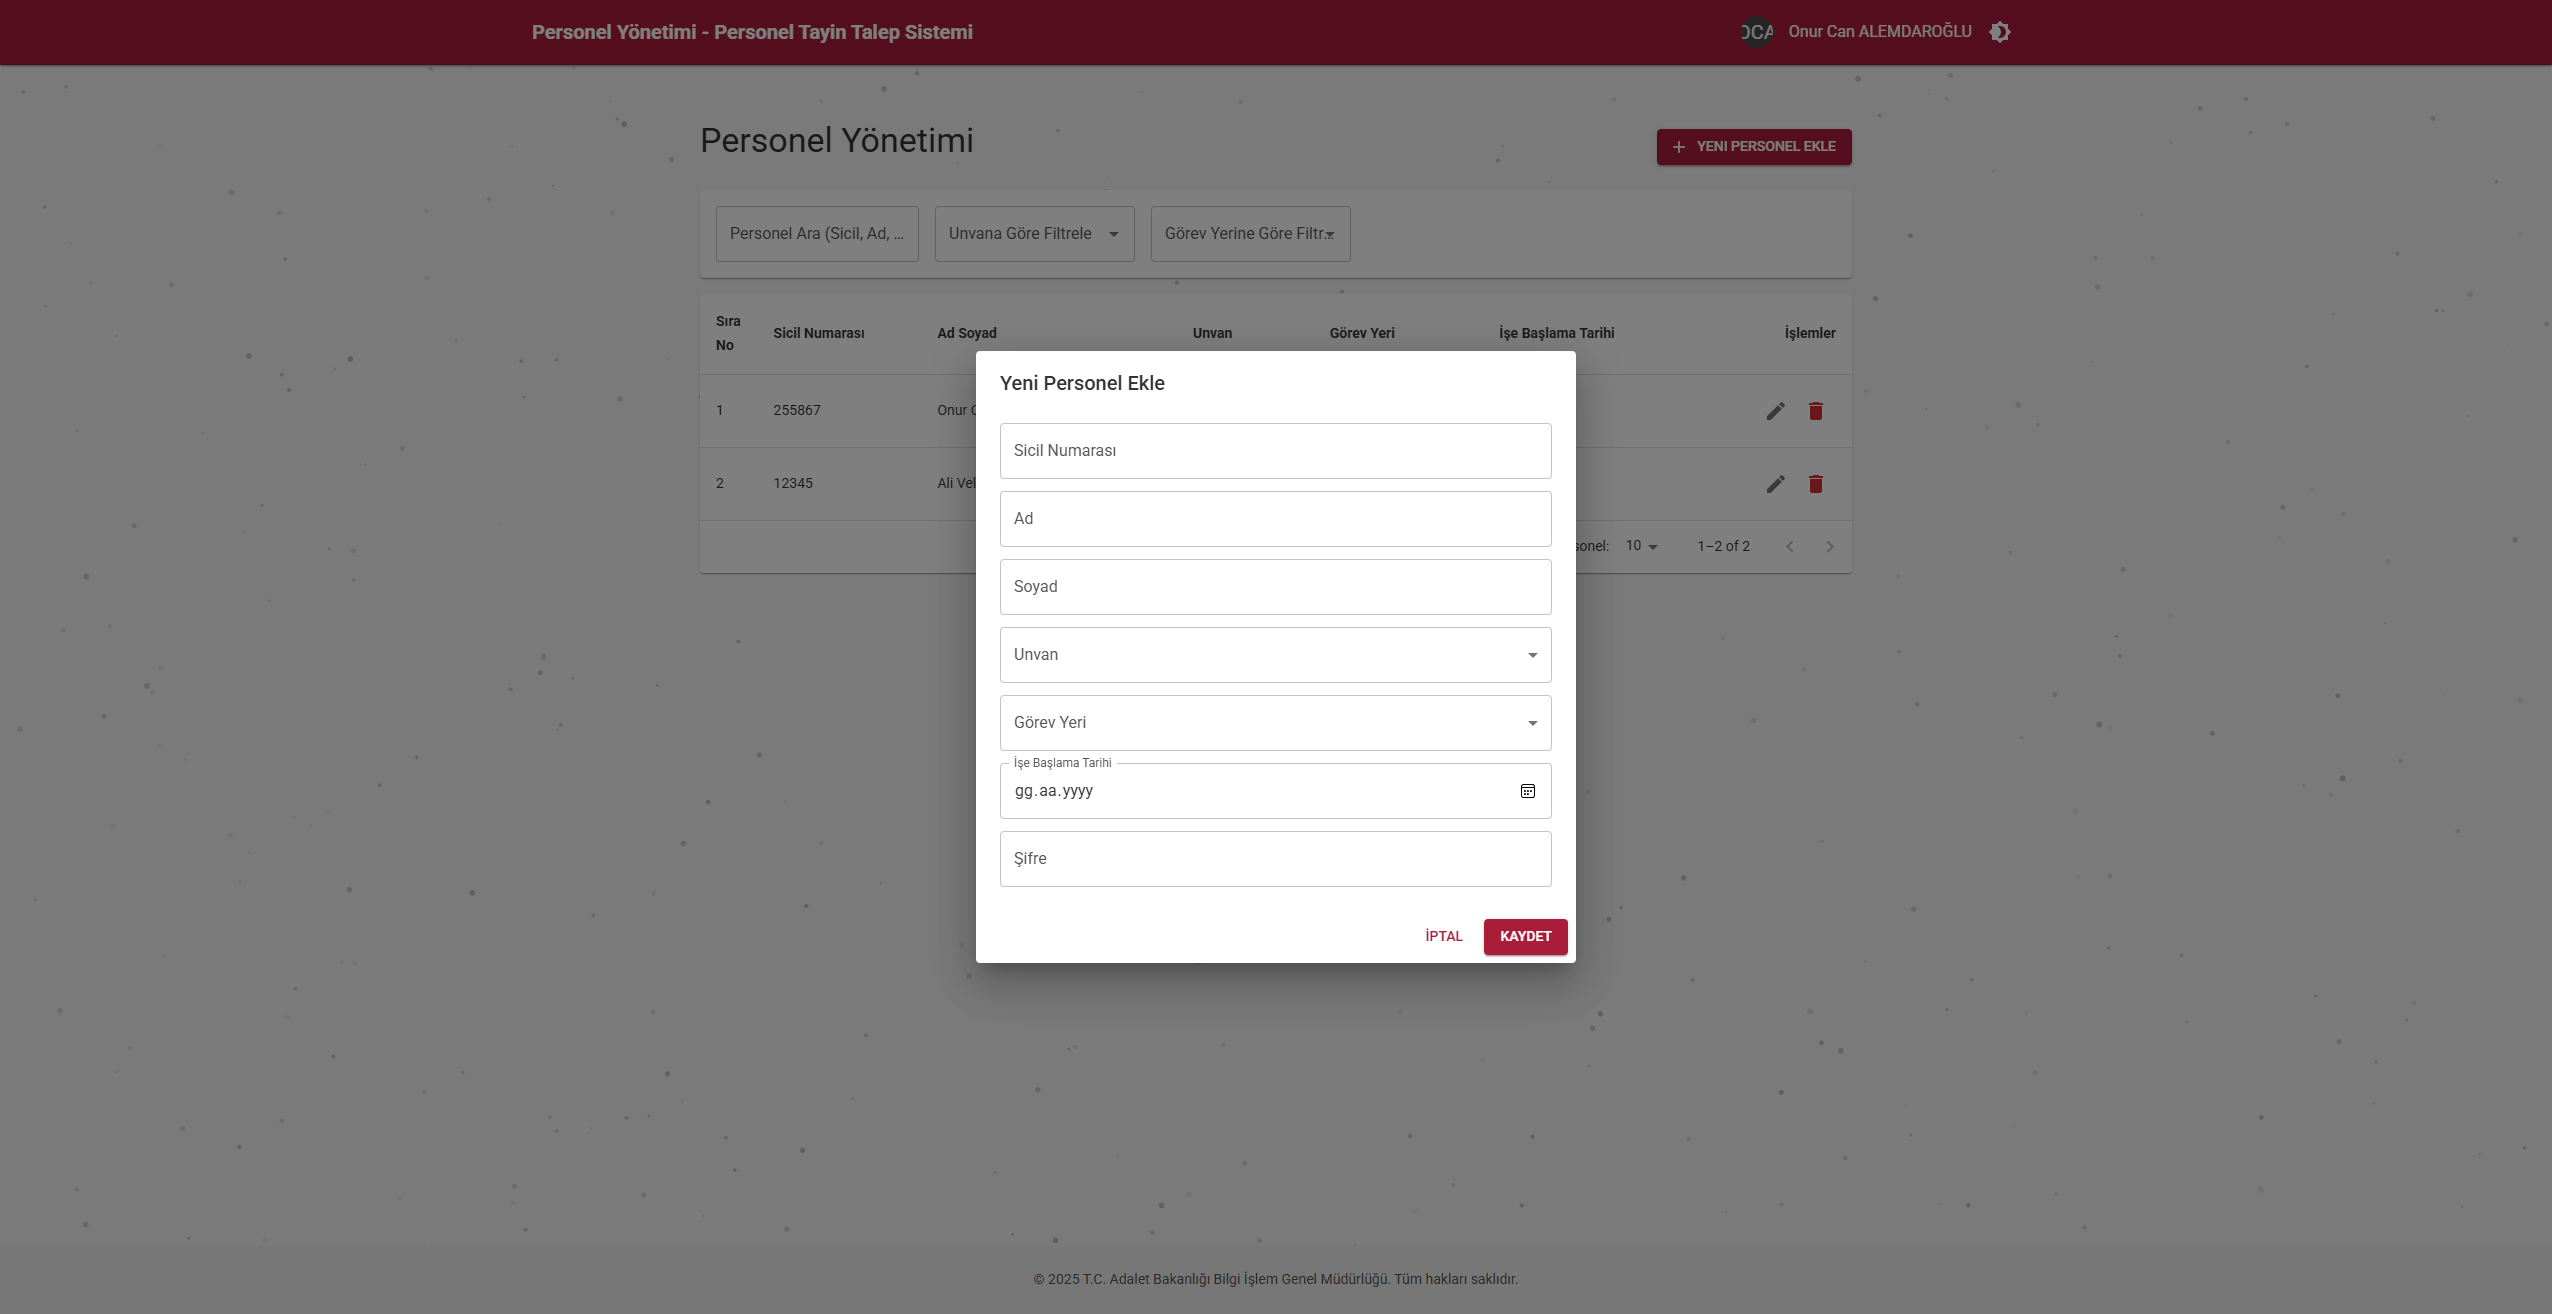 Personel Yönetimi - Personel Tayin Talep Sistemi
OCA Onur Can ALEMDAROĞLU
Personel Yönetimi
YENİ PERSONEL EKLE
Personel Ara (Sicil, Ad, ...
Unvana Göre Filtrele
Görev Yerine Göre Filtr...
Sıra No
Sicil Numarası
Ad Soyad
Unvan
Görev Yeri
İşe Başlama Tarihi
İşlemler
1 255867 Onur
2 12345 Ali
10 1–2 of 2
Yeni Personel Ekle
Sicil Numarası
Ad
Soyad
Unvan
Görev Yeri
İşe Başlama Tarihi
gg.aa.yyyy
Şifre
İPTAL
KAYDET
© 2025 T.C. Adalet Bakanlığı Bilgi İşlem Genel Müdürlüğü. Tüm hakları saklıdır.